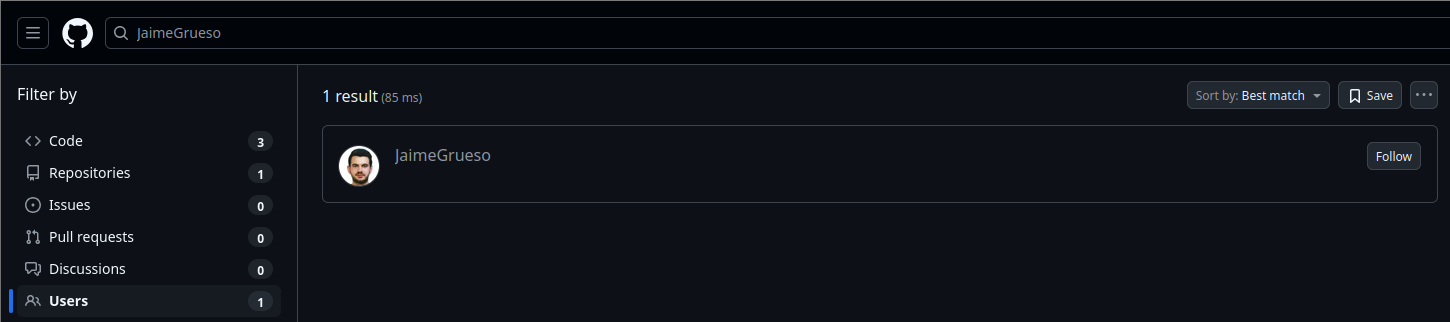 JaimeGrueso
Filter by
Code 3
Repositories 1
Issues 0
Pull requests 0
Discussions 0
Users 1
1 result (85 ms)
Sort by: Best match
Save
JaimeGrueso
Follow